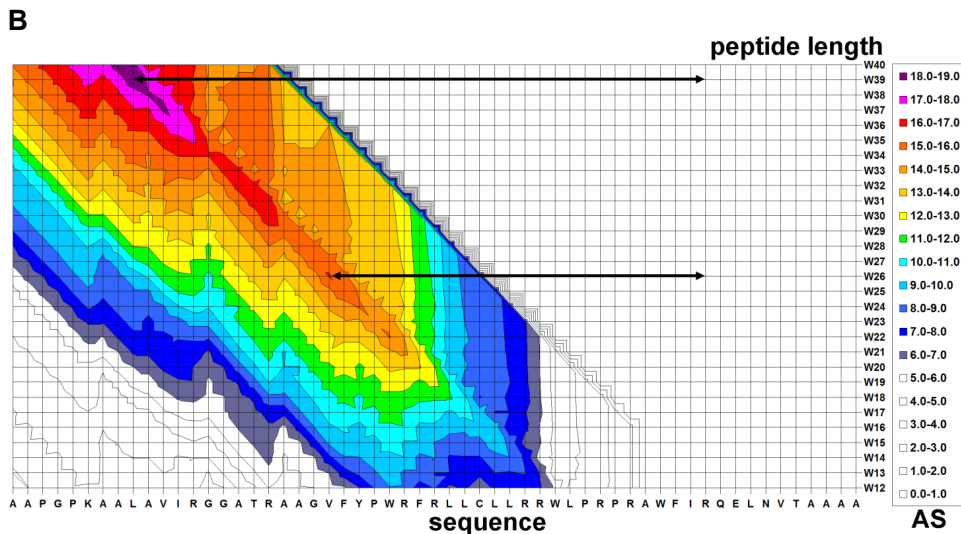 B
peptide length
W40
W39
W38
W37
W36
W35
W34
W33
W32
W31
W30
W29
W28
W27
W26
W25
W24
W23
W22
W21
W20
W19
W18
W17
W16
W15
W14
W13
W12
18.0-19.0
17.0-18.0
16.0-17.0
15.0-16.0
14.0-15.0
13.0-14.0
12.0-13.0
11.0-12.0
10.0-11.0
9.0-10.0
8.0-9.0
7.0-8.0
6.0-7.0
5.0-6.0
4.0-5.0
3.0-4.0
2.0-3.0
1.0-2.0
0.0-1.0
A A P G P K A A L A V I R G G A T R A A G V F Y P W R F R L L C L L R R W L P R P R A W F I R Q E L N V T A A A A
sequence
AS